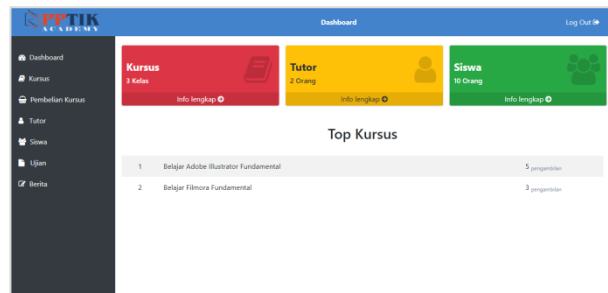 PPTIK
ACADEMY
Dashboard
Log Out
Dashboard
Kursus
Pembelian Kursus
Tutor
Siswa
Ujian
Berita
Kursus
3 Kelas
Info lengkap
Tutor
2 Orang
Info lengkap
Siswa
10 Orang
Info lengkap
Top Kursus
1 Belajar Adobe Illustrator Fundamental 5 pengambilan
2 Belajar Filmora Fundamental 3 pengambilan